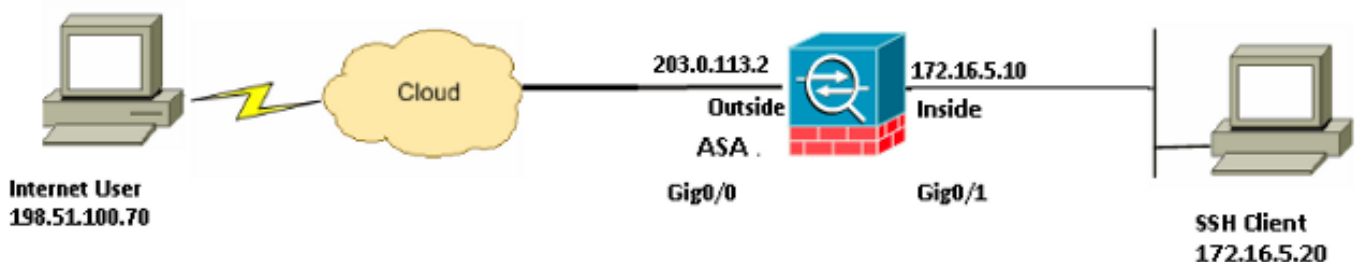 Internet User
198.51.100.70
Cloud
203.0.113.2
Outside
ASA .
Gig0/0
172.16.5.10
Inside
Gig0/1
SSH Client
172.16.5.20